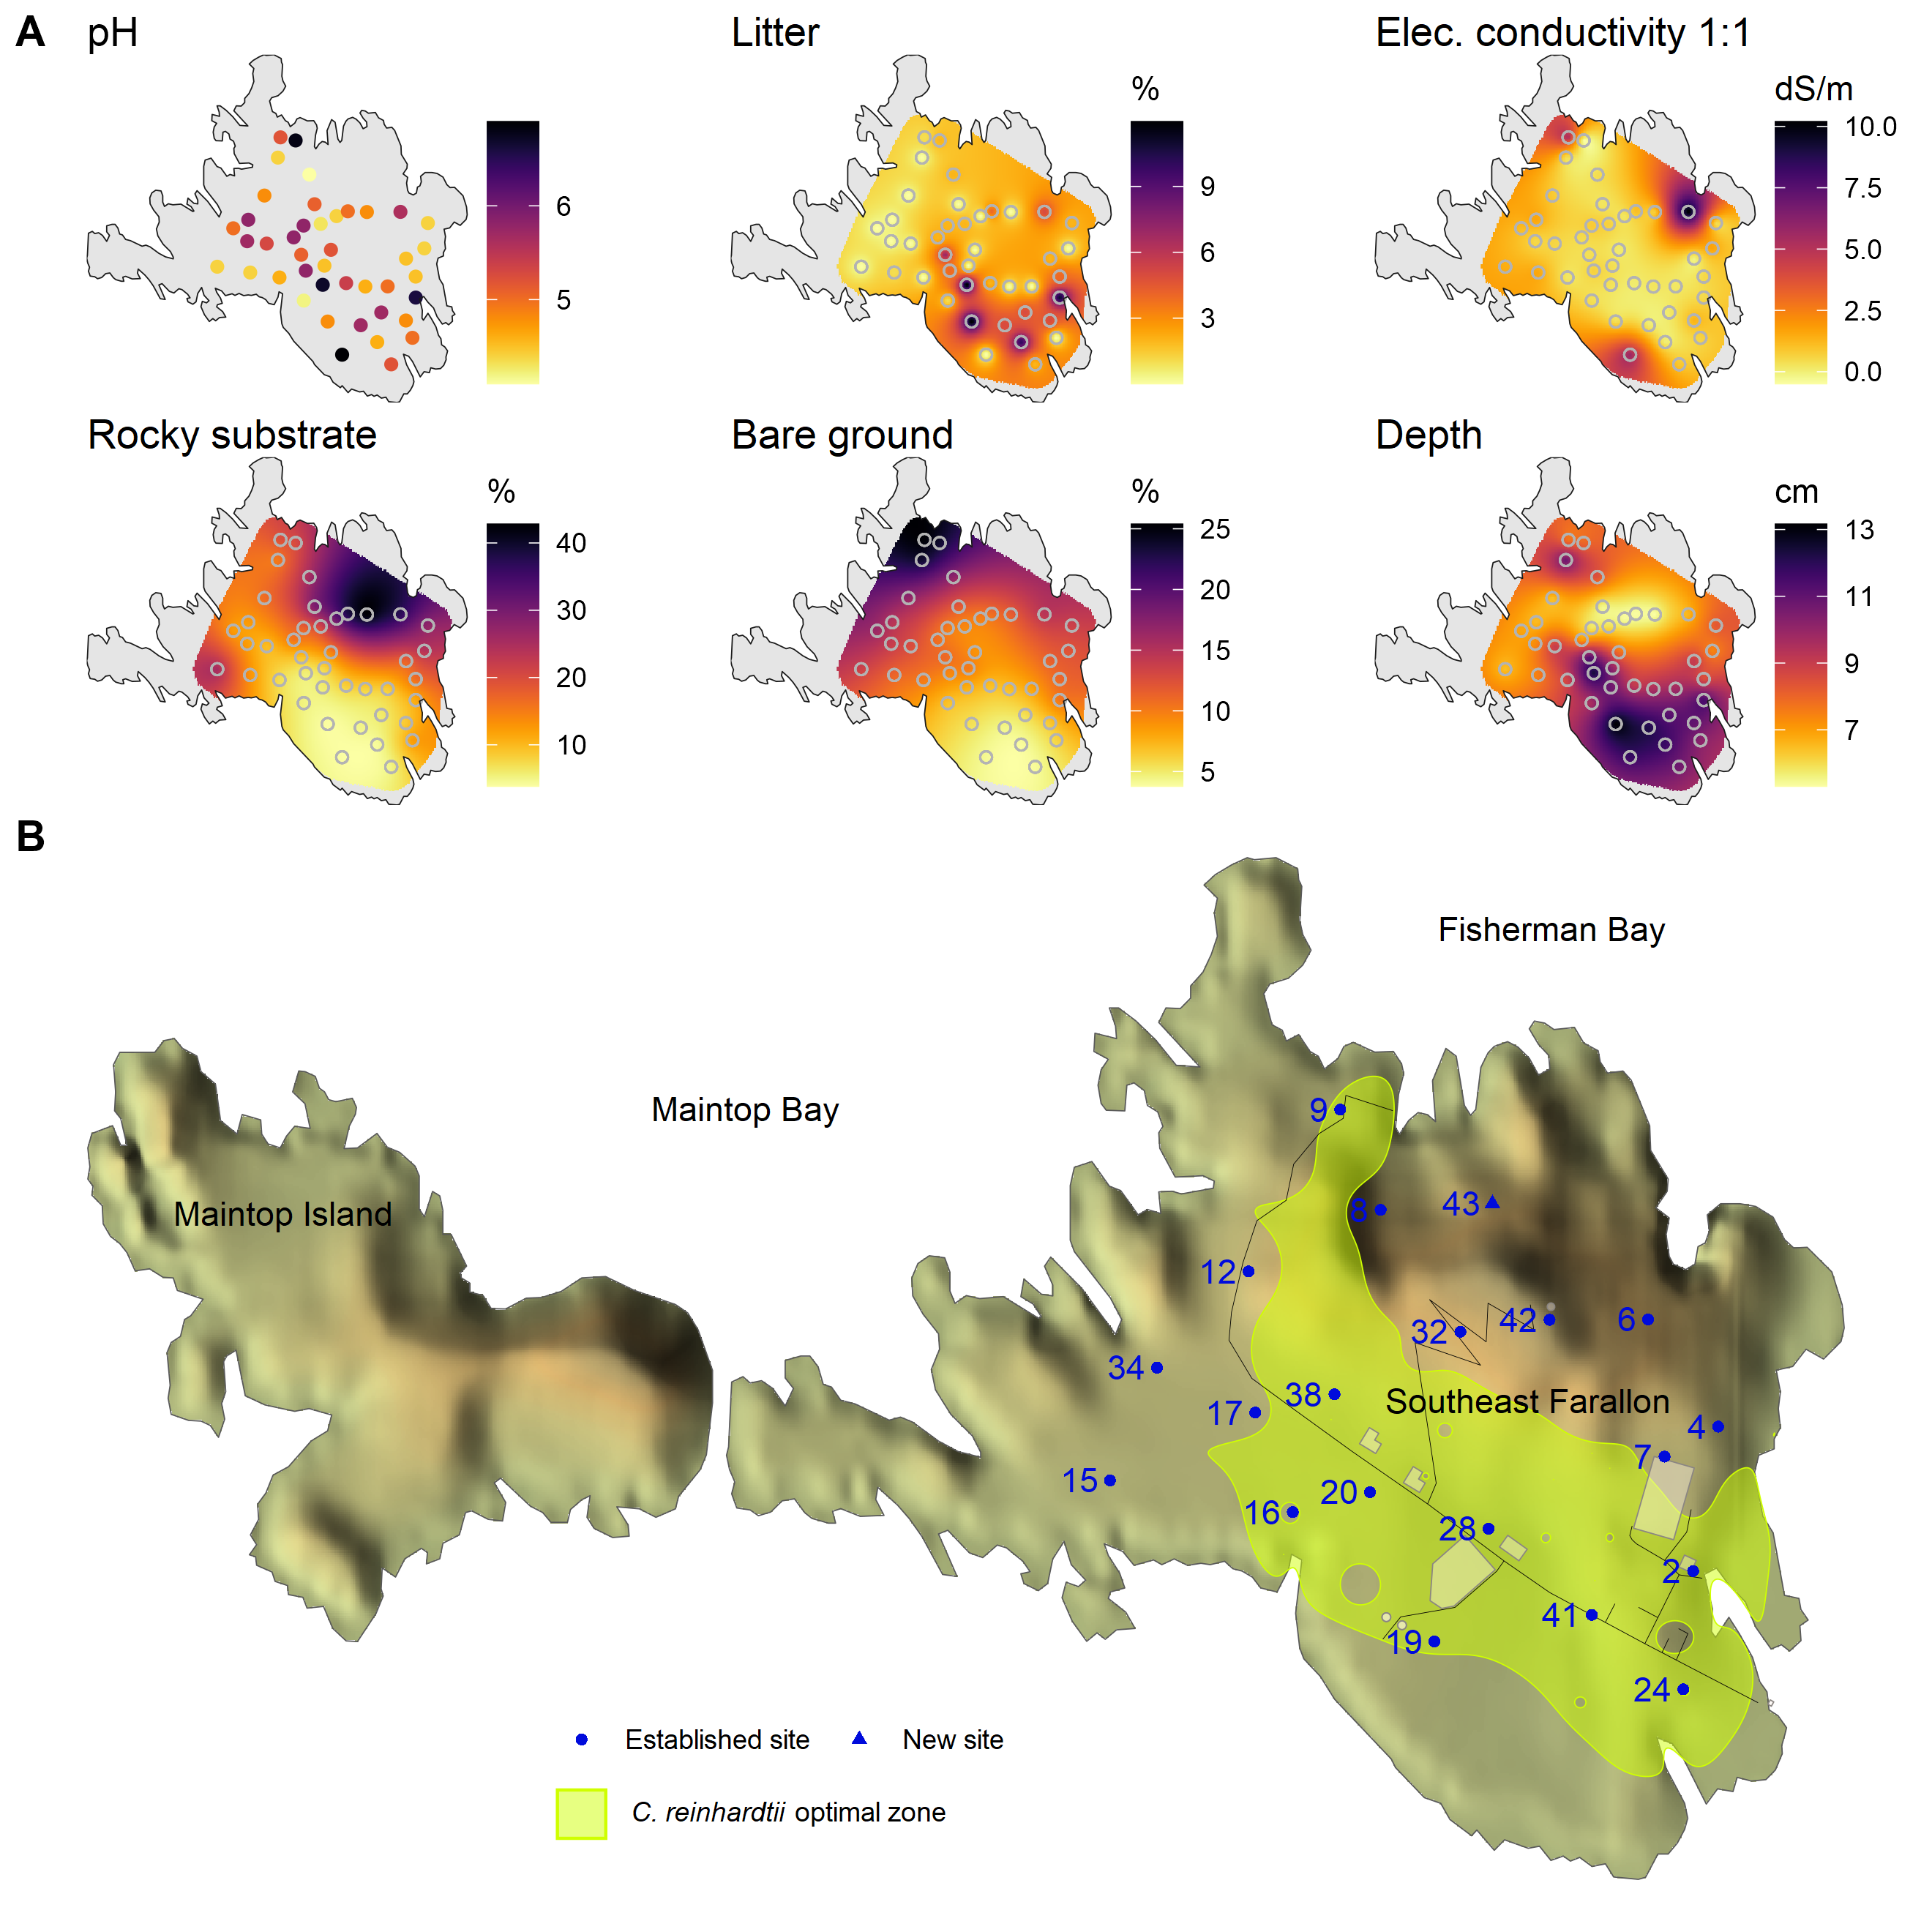 A
pH
6
5
Litter
%
9
6
3
Elec. conductivity 1:1
dS/m
10.0
7.5
5.0
2.5
0.0
Rocky substrate
%
40
30
20
10
Bare ground
%
25
20
15
10
5
Depth
cm
13
11
9
7
B
Fisherman Bay
Maintop Bay
Maintop Island
Southeast Farallon
9
8
43
12
32
42
6
34
38
17
4
7
15
20
16
28
2
41
19
24
Established site
New site
C. reinhardtii optimal zone